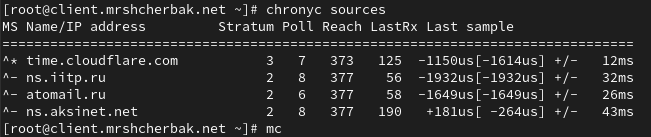 [root@client.mrshcherbak.net ~]# chronyc sources
MS Name/IP address         Stratum Poll Reach LastRx Last sample
===============================================================================
^* time.cloudflare.com           3   7   373   125  -1150us[-1614us] +/-   12ms
^- ns.iitp.ru                    2   8   377    56  -1932us[-1932us] +/-   32ms
^- atomail.ru                    2   6   377    58  -1649us[-1649us] +/-   26ms
^- ns.aksinet.net                2   8   377   190   +181us[ -264us] +/-   43ms
[root@client.mrshcherbak.net ~]# mc